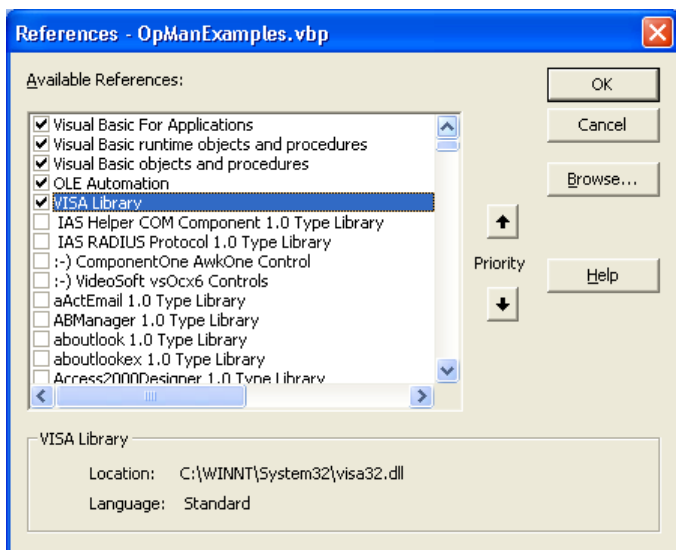 References - OpManExamples.vbp
Available References:
OK
Cancel
Browse...
Help
Visual Basic For Applications
Visual Basic runtime objects and procedures
Visual Basic objects and procedures
OLE Automation
VISA Library
IAS Helper COM Component 1.0 Type Library
IAS RADIUS Protocol 1.0 Type Library
:-) ComponentOne AwkOne Control
:-) VideoSoft vsOcx6 Controls
aActEmail 1.0 Type Library
ABManager 1.0 Type Library
aboutlook 1.0 Type Library
aboutlookex 1.0 Type Library
Access2000Designer 1.0 Type Library
Priority
VISA Library
Location: C:\WINNT\System32\visa32.dll
Language: Standard